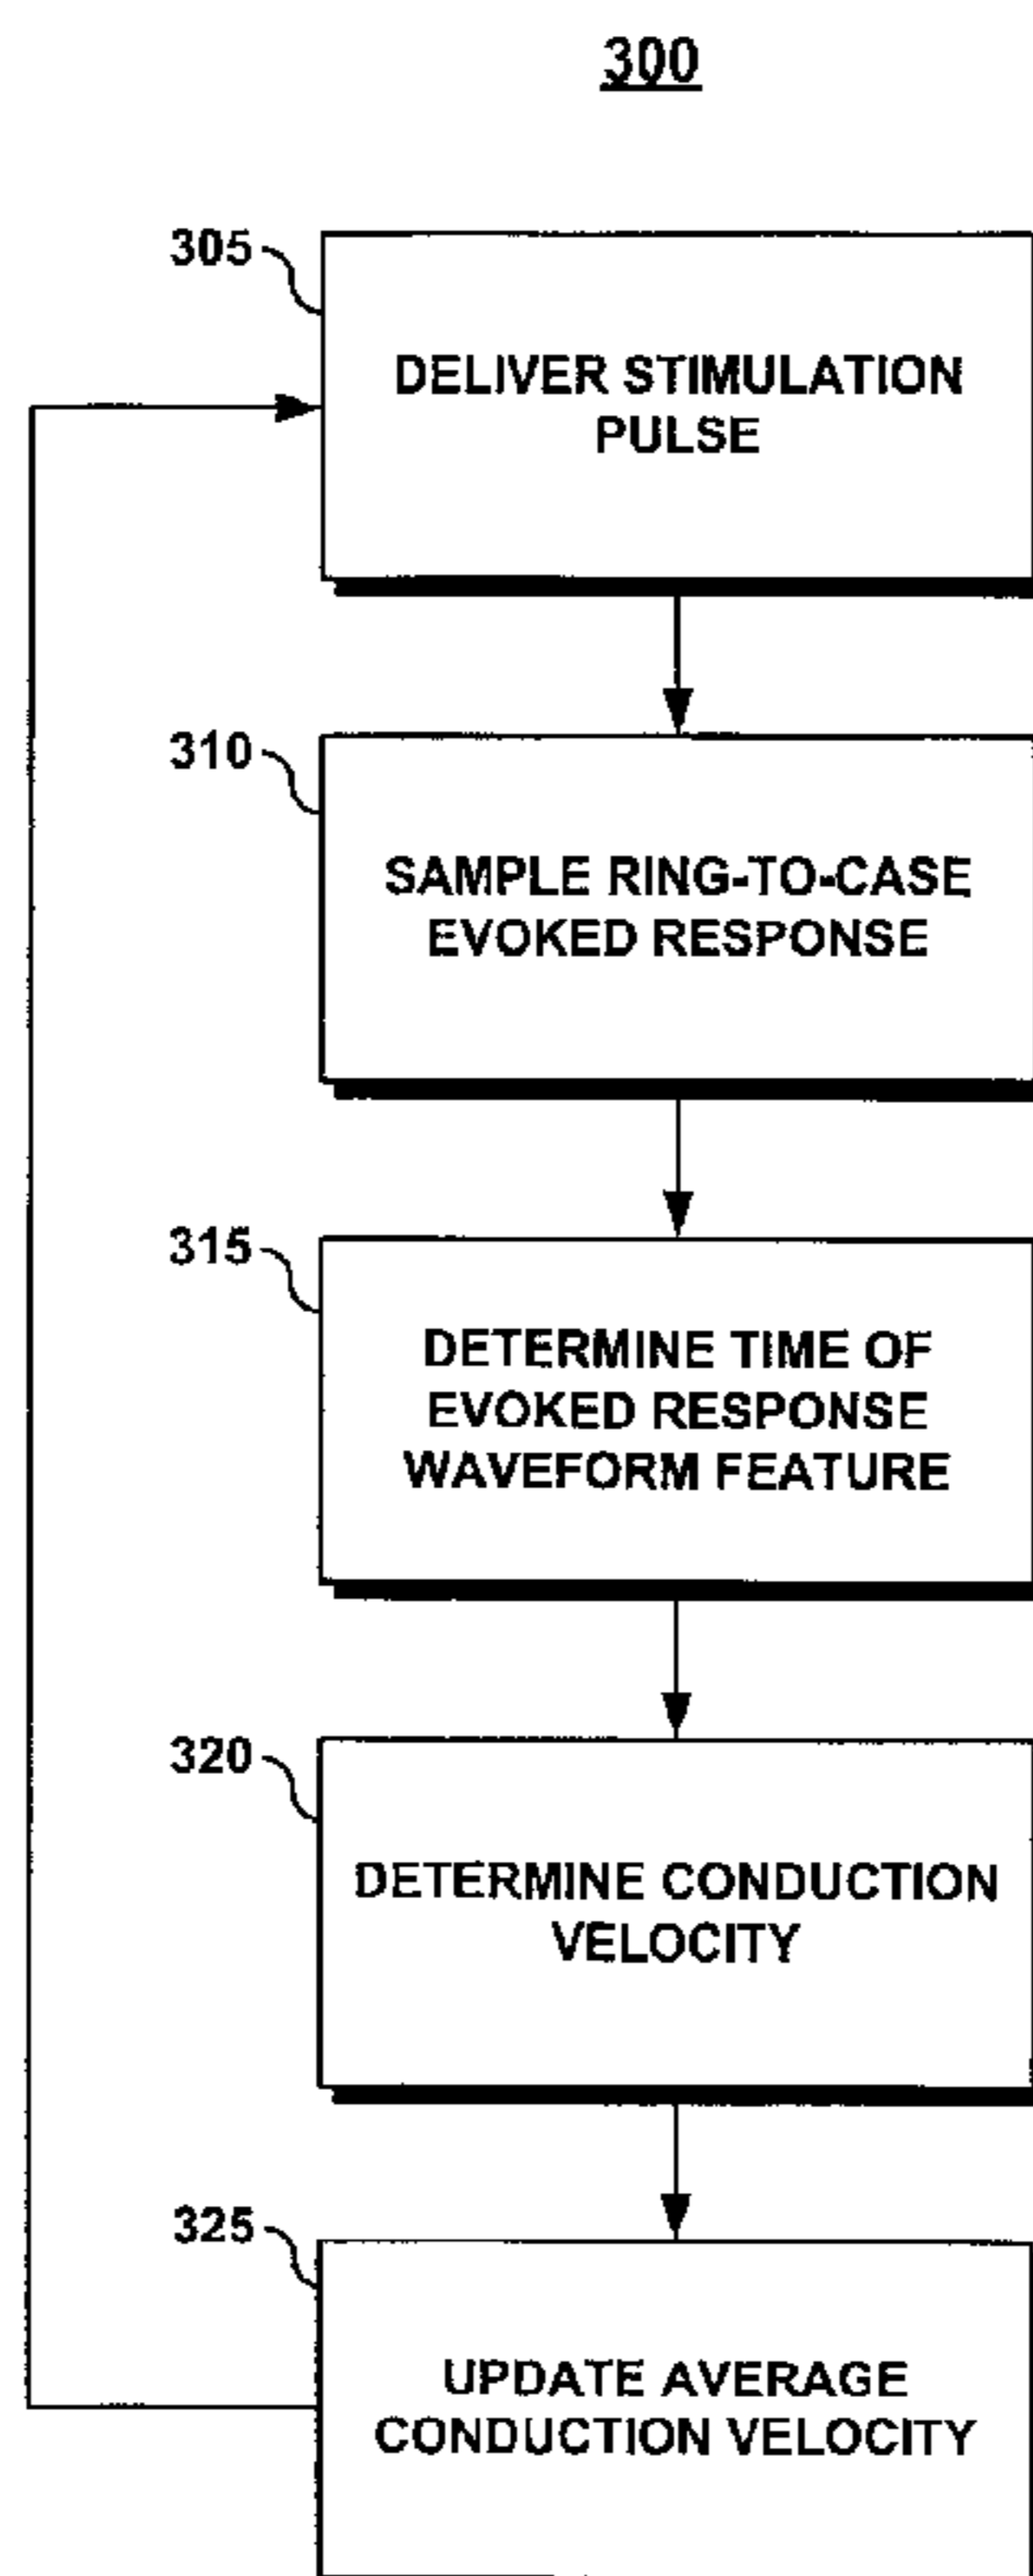 300
305
DELIVER STIMULATION
PULSE
310
SAMPLE RING-TO-CASE
EVOKED RESPONSE
315
DETERMINE TIME OF
EVOKED RESPONSE
WAVEFORM FEATURE
320
DETERMINE CONDUCTION
VELOCITY
325
UPDATE AVERAGE
CONDUCTION VELOCITY